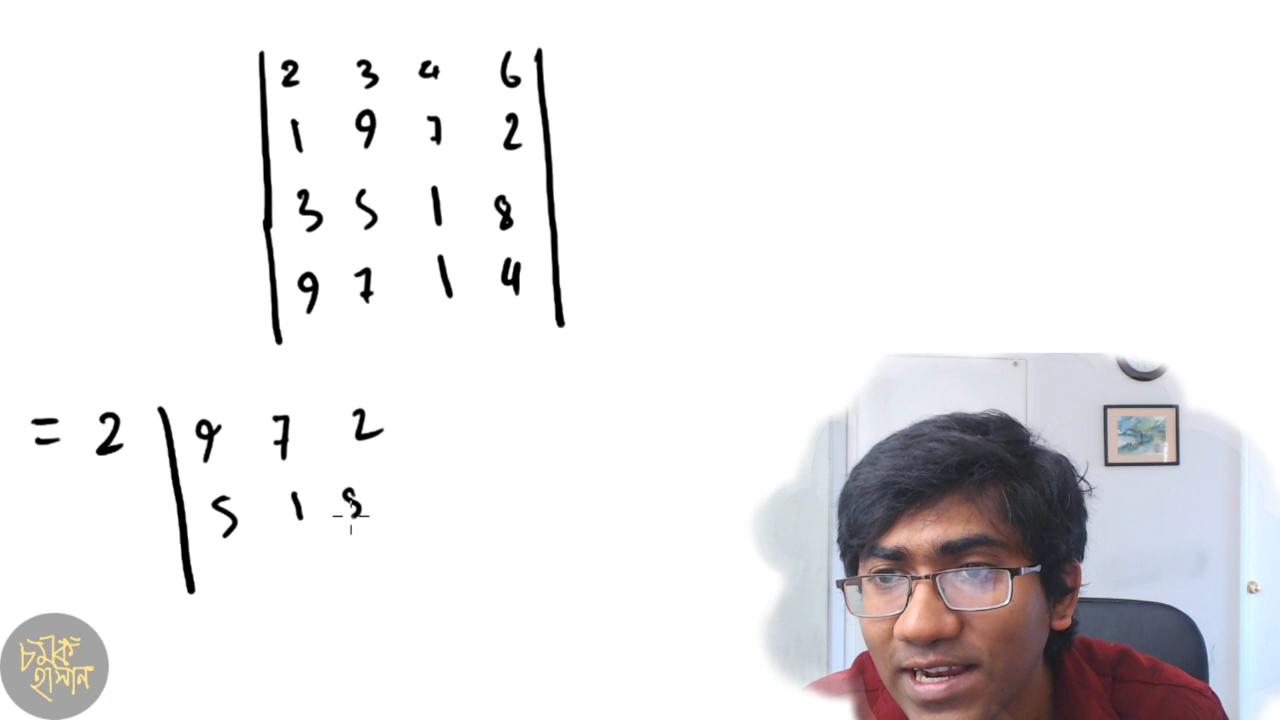 | 2 3 4 6 |
| 1 9 7 2 |
| 3 5 1 8 |
| 9 7 1 4 |
= 2 | 9 7 2
| 5 1 8
চমক
হাসান